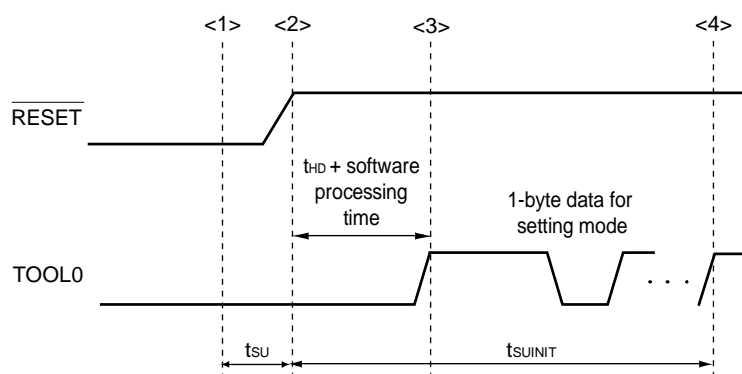 <1> <2> <3> <4>
RESET
tHD + software
processing
time
1-byte data for
setting mode
TOOL0
. . .
tSU tSUINIT